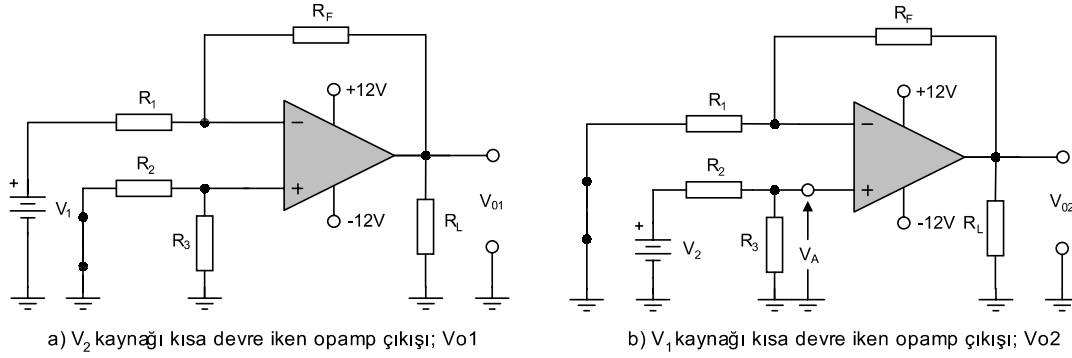 R_F
+12V
R_1
R_2
+
V_1
−
+
-12V
R_3
R_L
V_01
a) V_2 kaynağı kısa devre iken opamp çıkışı; Vo1
R_F
+12V
R_1
R_2
+
V_2
−
+
-12V
R_3
V_A
R_L
V_02
b) V_1 kaynağı kısa devre iken opamp çıkışı; Vo2